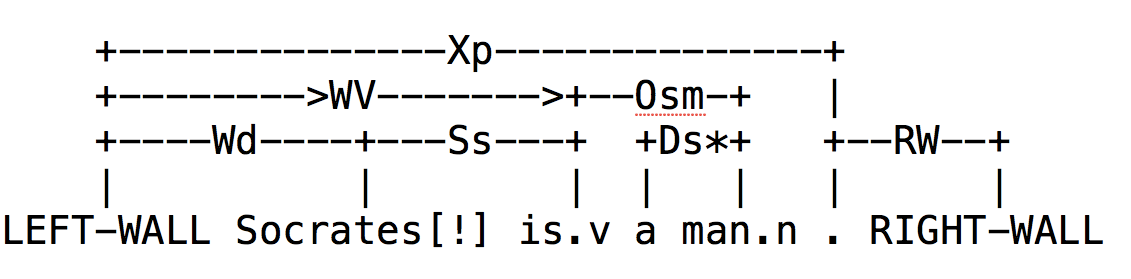 +--------------Xp--------------+
+-------->WV------->+--Osm-+   |
+----Wd----+---Ss---+  +Ds*+   +--RW--+
|          |        |  |   |   |      |
LEFT-WALL Socrates[!] is.v a man.n . RIGHT-WALL